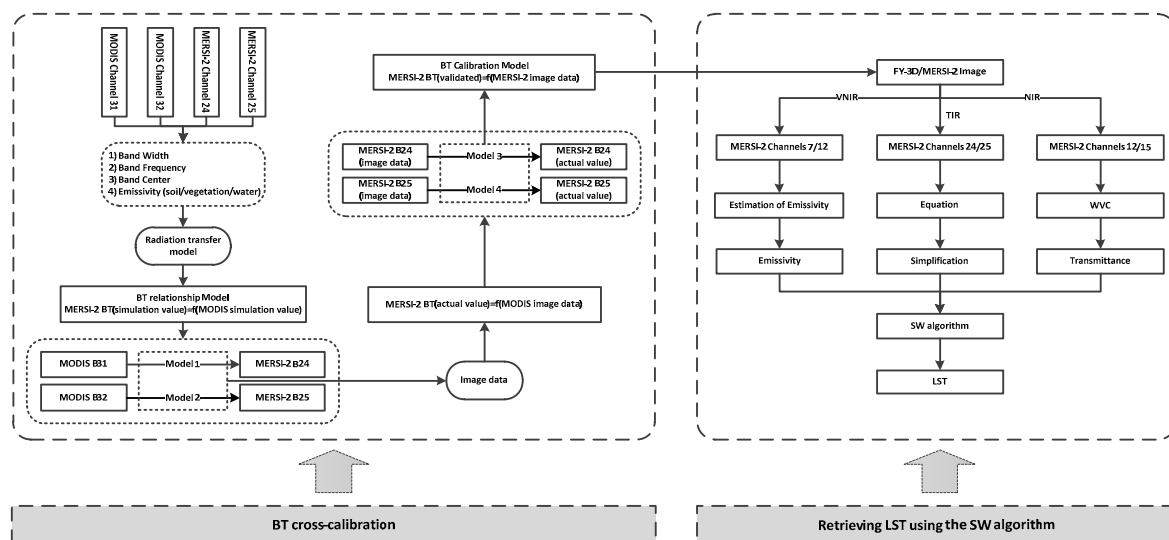 MODIS
Channel 31
MODIS
Channel 32
MERSI-2
Channel 24
MERSI-2
Channel 25
1) Band Width
2) Band Frequency
3) Band Center
4) Emissivity (soil/vegetation/water)
Radiation transfer
model
BT relationship Model
MERSI-2 BT(simulation value)=f(MODIS simulation value)
MODIS B31
Model 1
MERSI-2 B24
MODIS B32
Model 2
MERSI-2 B25
Image data
MERSI-2 BT(actual value)=f(MODIS image data)
MERSI-2 B24
(image data)
Model 3
MERSI-2 B24
(actual value)
MERSI-2 B25
(image data)
Model 4
MERSI-2 B25
(actual value)
BT Calibration Model
MERSI-2 BT(validated)=f(MERSI-2 image data)
FY-3D/MERSI-2 Image
VNIR
TIR
NIR
MERSI-2 Channels 7/12
MERSI-2 Channels 24/25
MERSI-2 Channels 12/15
Estimation of Emissivity
Equation
WVC
Emissivity
Simplification
Transmittance
SW algorithm
LST
BT cross-calibration
Retrieving LST using the SW algorithm